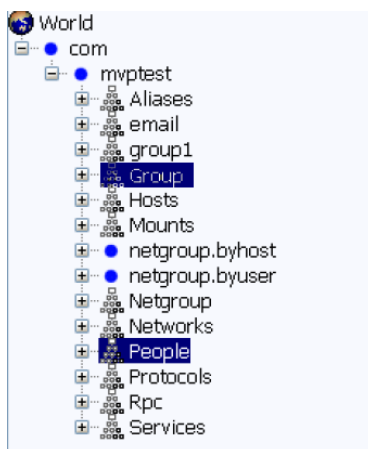 World
com
mvptest
Aliases
email
group1
Group
Hosts
Mounts
netgroup.byhost
netgroup.byuser
Netgroup
Networks
People
Protocols
Rpc
Services